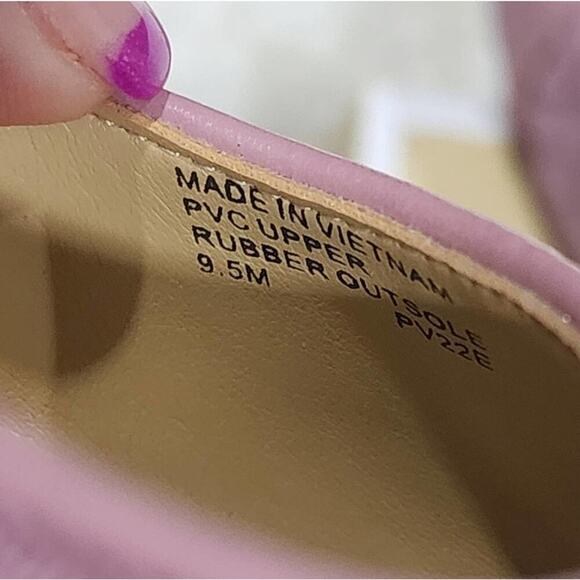 MADE IN VIETNAM
PVC UPPER
RUBBER OUTSOLE
9.5M
PV22E